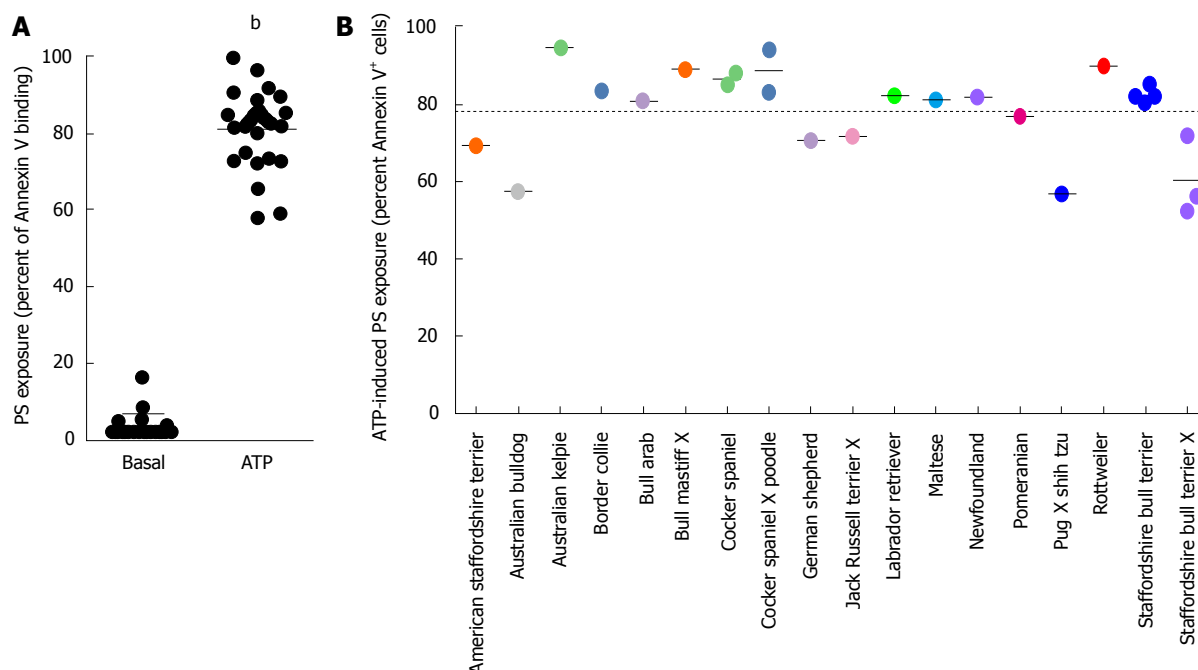 A
b
PS exposure (percent of Annexin V binding)
100
80
60
40
20
0
Basal
ATP
B
ATP-induced PS exposure (percent Annexin V⁺ cells)
100
80
60
40
20
0
American staffordshire terrier
Australian bulldog
Australian kelpie
Border collie
Bull arab
Bull mastiff X
Cocker spaniel
Cocker spaniel X poodle
German shepherd
Jack Russell terrier X
Labrador retriever
Maltese
Newfoundland
Pomeranian
Pug X shih tzu
Rottweiler
Staffordshire bull terrier
Staffordshire bull terrier X